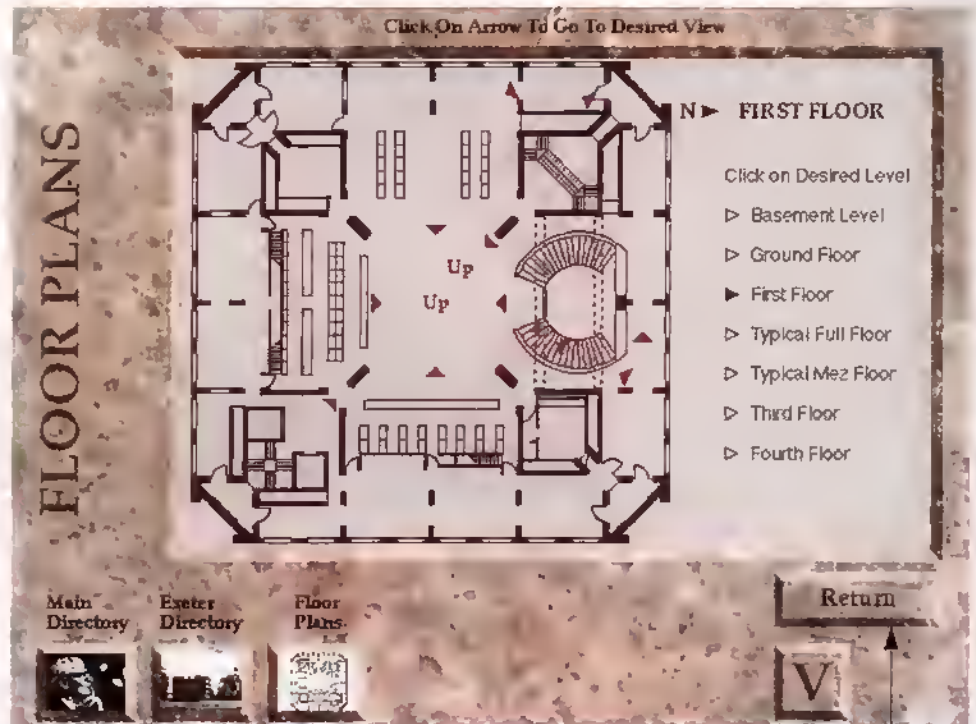 Click On Arrow To Go To Desired View
FLOOR PLANS
N
FIRST FLOOR
Click on Desired Level
Basement Level
Ground Floor
First Floor
Typical Full Floor
Typical Mez Floor
Third Floor
Fourth Floor
Up
Up
Main
Directory
Exeter
Directory
Floor
Plans
Return
V